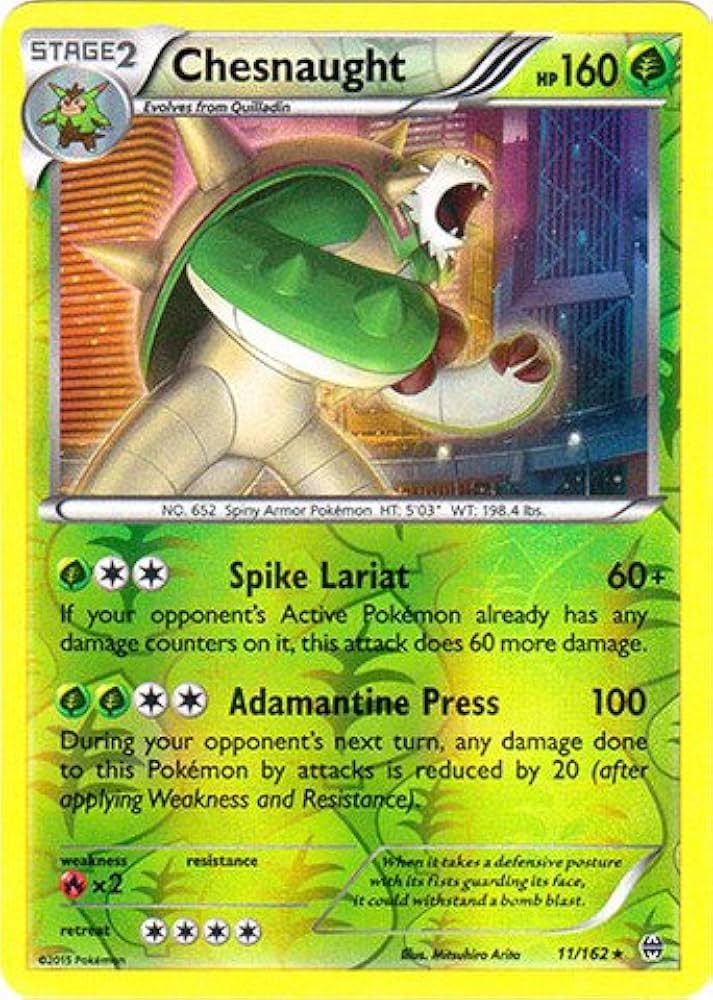 STAGE2
Chesnaught
HP160
Evolves from Quilladin
NO. 652 Spiny Armor Pokémon HT: 5'03" WT: 198.4 lbs.
Spike Lariat 60+
If your opponent's Active Pokémon already has any
damage counters on it, this attack does 60 more damage.
Adamantine Press 100
During your opponent's next turn, any damage done
to this Pokémon by attacks is reduced by 20 (after
applying Weakness and Resistance).
weakness resistance
×2
retreat
When it takes a defensive posture
with its fists guarding its face,
it could withstand a bomb blast.
©2015 Pokémon
Illus. Mitsuhiro Arita
11/162 ★